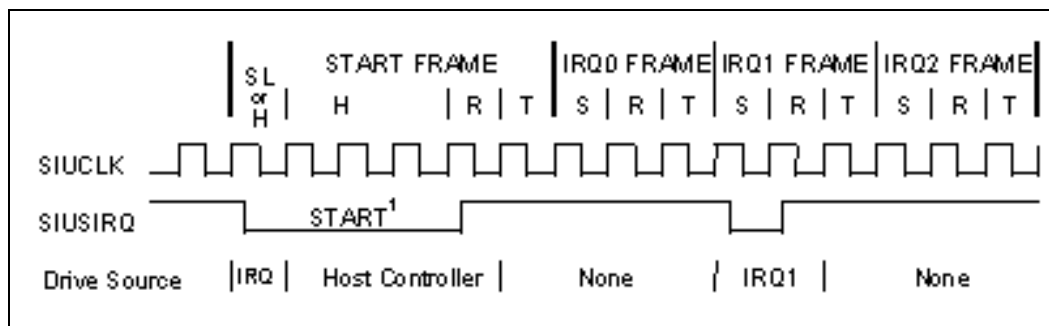 SL or H
START FRAME
IRQ0 FRAME
IRQ1 FRAME
IRQ2 FRAME
H R T S R T S R T S R T
SIUCLK
SIUSIRQ
START1
Drive Source
IRQ
Host Controller
None
IRQ1
None